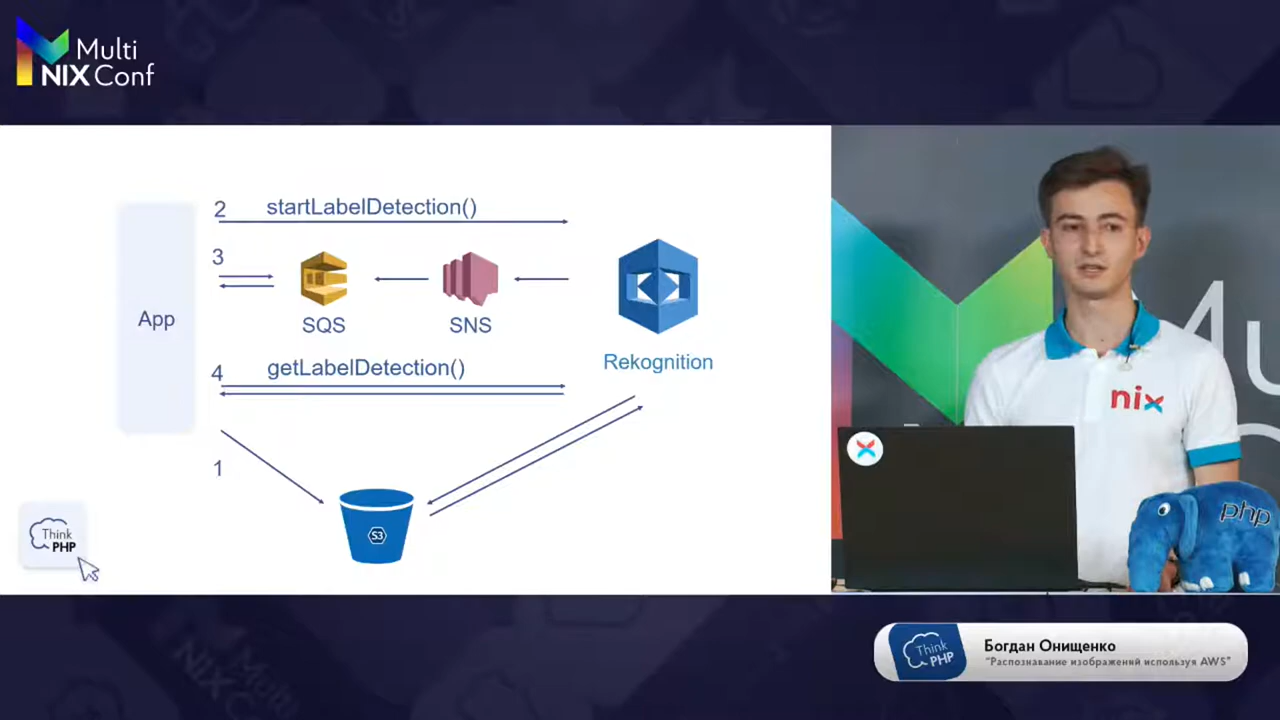 Multi
NIX Conf
2 startLabelDetection()
3
SQS
SNS
App
Rekognition
4 getLabelDetection()
1
S3
Think
PHP
nix
php
Think
PHP
Богдан Онищенко
“Распознавание изображений используя AWS”